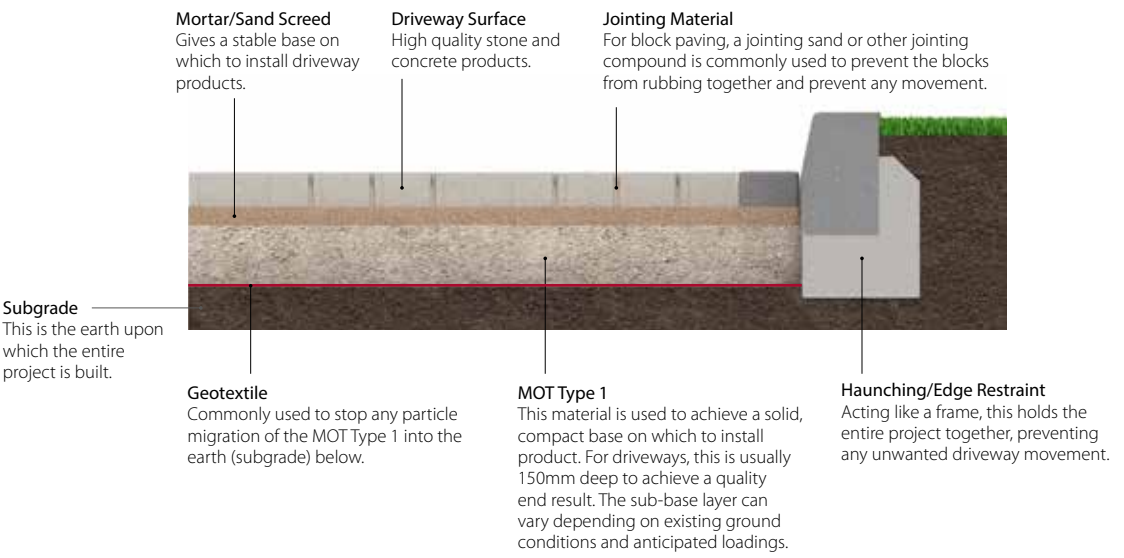 Mortar/Sand Screed
Gives a stable base on
which to install driveway
products.
Driveway Surface
High quality stone and
concrete products.
Jointing Material
For block paving, a jointing sand or other jointing
compound is commonly used to prevent the blocks
from rubbing together and prevent any movement.
Subgrade
This is the earth upon
which the entire
project is built.
Geotextile
Commonly used to stop any particle
migration of the MOT Type 1 into the
earth (subgrade) below.
MOT Type 1
This material is used to achieve a solid,
compact base on which to install
product. For driveways, this is usually
150mm deep to achieve a quality
end result. The sub-base layer can
vary depending on existing ground
conditions and anticipated loadings.
Haunching/Edge Restraint
Acting like a frame, this holds the
entire project together, preventing
any unwanted driveway movement.